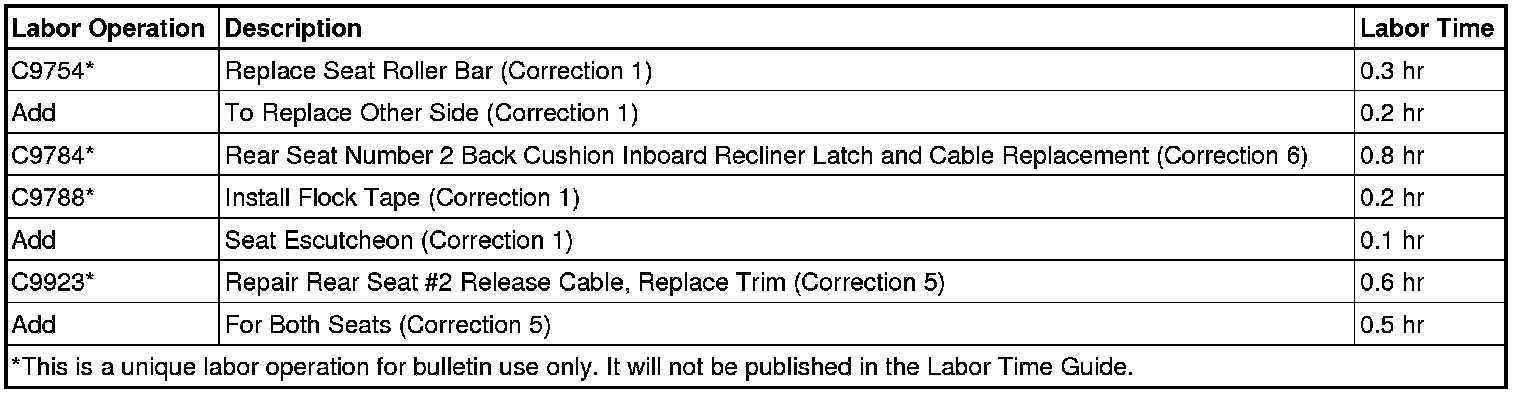 Labor Operation Description Labor Time
C9754* Replace Seat Roller Bar (Correction 1) 0.3 hr
Add To Replace Other Side (Correction 1) 0.2 hr
C9784* Rear Seat Number 2 Back Cushion Inboard Recliner Latch and Cable Replacement (Correction 6) 0.8 hr
C9788* Install Flock Tape (Correction 1) 0.2 hr
Add Seat Escutcheon (Correction 1) 0.1 hr
C9923* Repair Rear Seat #2 Release Cable, Replace Trim (Correction 5) 0.6 hr
Add For Both Seats (Correction 5) 0.5 hr
*This is a unique labor operation for bulletin use only. It will not be published in the Labor Time Guide.